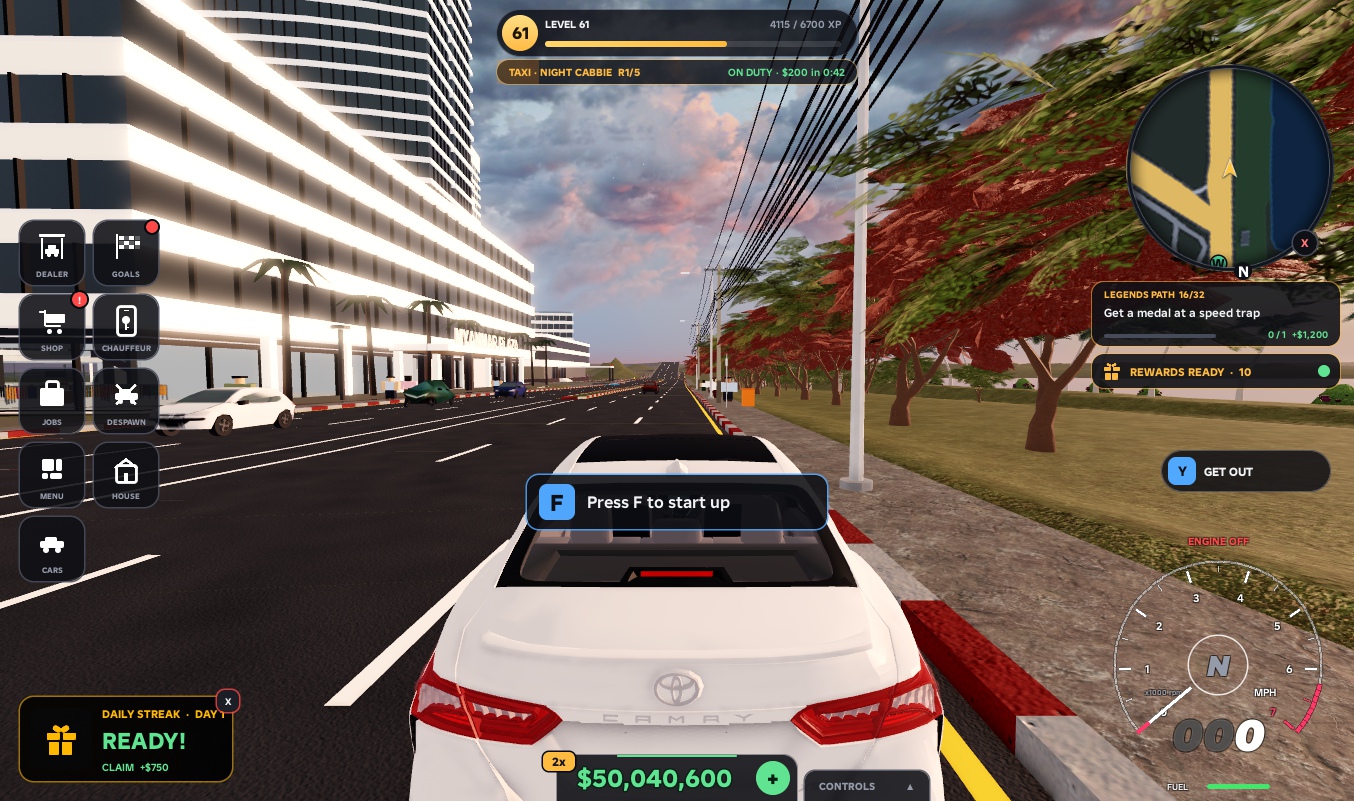 61
LEVEL 61
4115 / 6700 XP
TAXI · NIGHT CABBIE R1/5
ON DUTY · $200 in 0:42
X
W
N
LEGENDS PATH 16/32
Get a medal at a speed trap
0 / 1 +$1,200
REWARDS READY · 10
DEALER
GOALS
!
SHOP
CHAUFFEUR
JOBS
DESPAWN
MENU
HOUSE
CARS
Y
GET OUT
F
Press F to start up
ENGINE OFF
1
2
3
4
5
6
7
x1000 rpm
N
MPH
000
FUEL
CAMRY
X
DAILY STREAK · DAY 1
READY!
CLAIM +$750
2x
$50,040,600
+
CONTROLS ▲